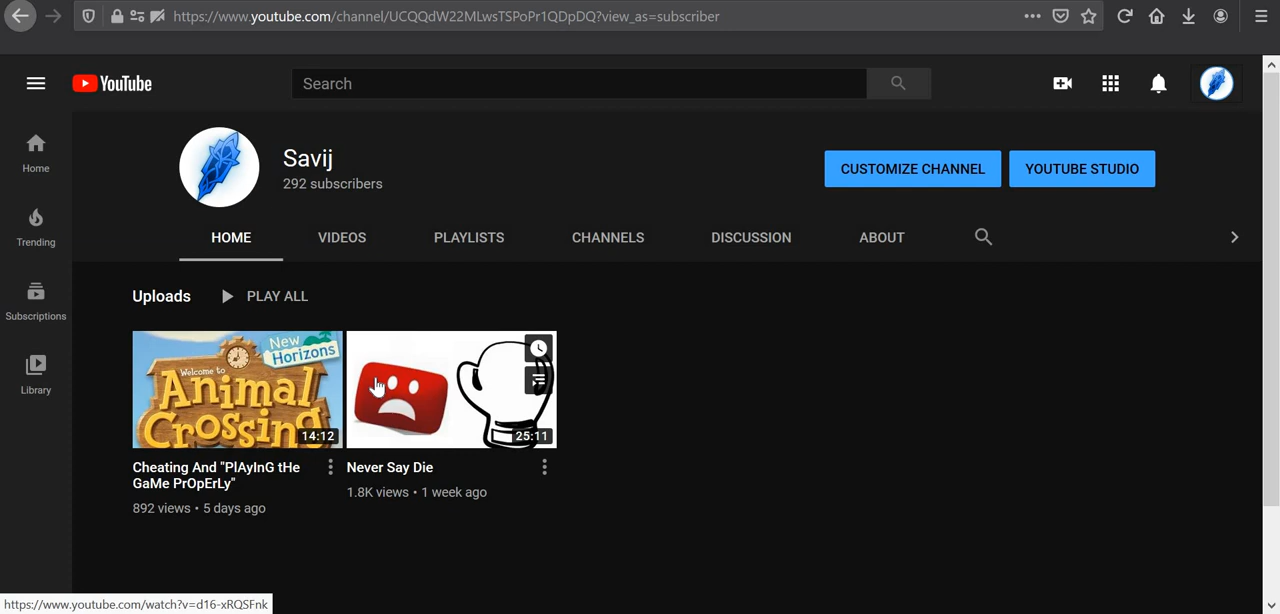 https://www.youtube.com/channel/UCQQdW22MLwsTSPoPr1QDpDQ?view_as=subscriber
YouTube
Search
Home
Trending
Subscriptions
Library
Savij
292 subscribers
CUSTOMIZE CHANNEL
YOUTUBE STUDIO
HOME
VIDEOS
PLAYLISTS
CHANNELS
DISCUSSION
ABOUT
Uploads
PLAY ALL
New
Horizons
Welcome to
Animal
Crossing
14:12
25:11
Cheating And "PlAyInG tHe
GaMe PrOpErLy"
892 views • 5 days ago
Never Say Die
1.8K views • 1 week ago
https://www.youtube.com/watch?v=d16-xRQSFnk